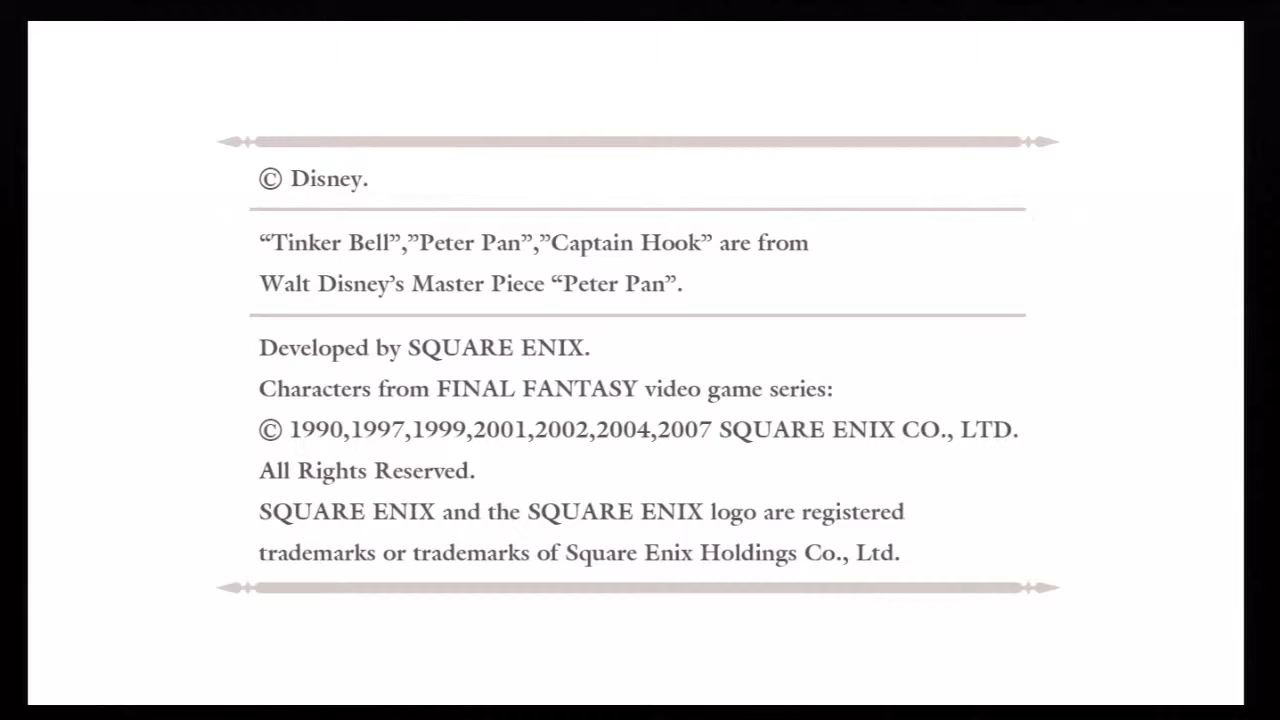 © Disney.
“Tinker Bell”,”Peter Pan”,”Captain Hook” are from
Walt Disney’s Master Piece “Peter Pan”.
Developed by SQUARE ENIX.
Characters from FINAL FANTASY video game series:
© 1990,1997,1999,2001,2002,2004,2007 SQUARE ENIX CO., LTD.
All Rights Reserved.
SQUARE ENIX and the SQUARE ENIX logo are registered
trademarks or trademarks of Square Enix Holdings Co., Ltd.